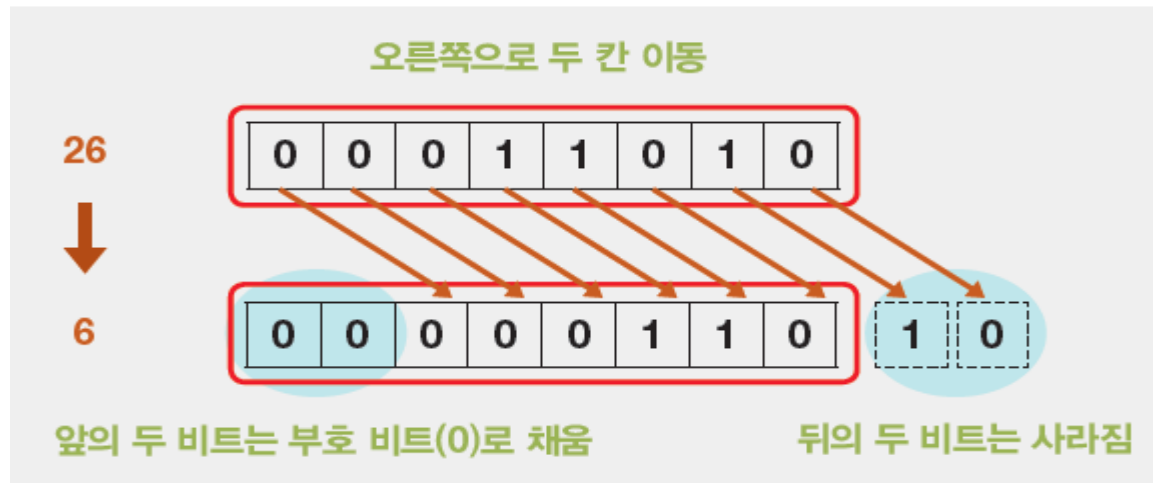 오른쪽으로 두 칸 이동
26
0 0 0 1 1 0 1 0
6
0 0 0 0 0 1 1 0 1 0
앞의 두 비트는 부호 비트(0)로 채움
뒤의 두 비트는 사라짐